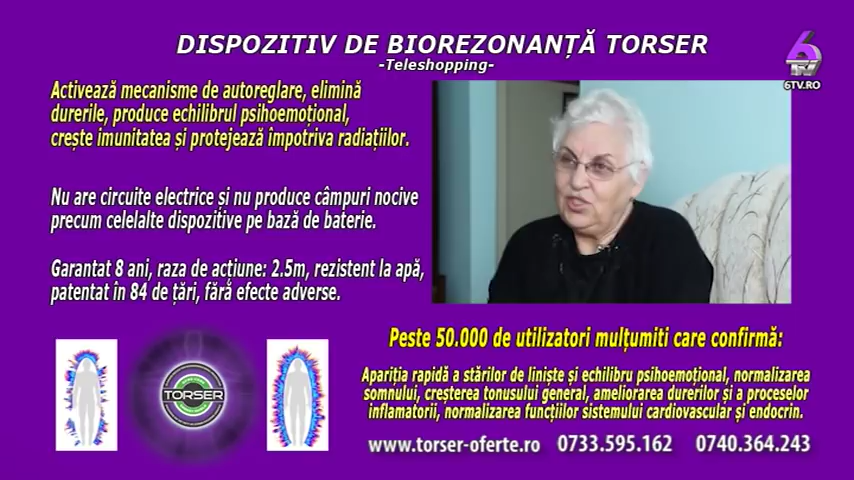 DISPOZITIV DE BIOREZONANȚĂ TORSER
-Teleshopping-
6TV.RO
Activează mecanisme de autoreglare, elimină
durerile, produce echilibrul psihoemoțional,
crește imunitatea și protejează împotriva radiațiilor.
Nu are circuite electrice și nu produce câmpuri nocive
precum celelalte dispozitive pe bază de baterie.
Garantat 8 ani, raza de acțiune: 2.5m, rezistent la apă,
patentat în 84 de țări, fără efecte adverse.
TORSER
Peste 50.000 de utilizatori mulțumiti care confirmă:
Apariția rapidă a stărilor de liniște și echilibru psihoemoțional, normalizarea
somnului, creșterea tonusului general, ameliorarea durerilor și a proceselor
inflamatorii, normalizarea funcțiilor sistemului cardiovascular și endocrin.
www.torser-oferte.ro 0733.595.162 0740.364.243